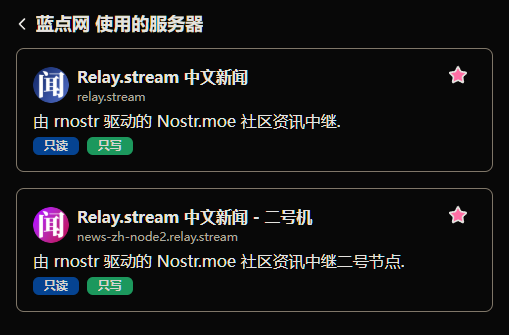 蓝点网 使用的服务器
闻
Relay.stream 中文新闻
relay.stream
由 rnostr 驱动的 Nostr.moe 社区资讯中继.
只读 只写
闻
Relay.stream 中文新闻 - 二号机
news-zh-node2.relay.stream
由 rnostr 驱动的 Nostr.moe 社区资讯中继二号节点.
只读 只写